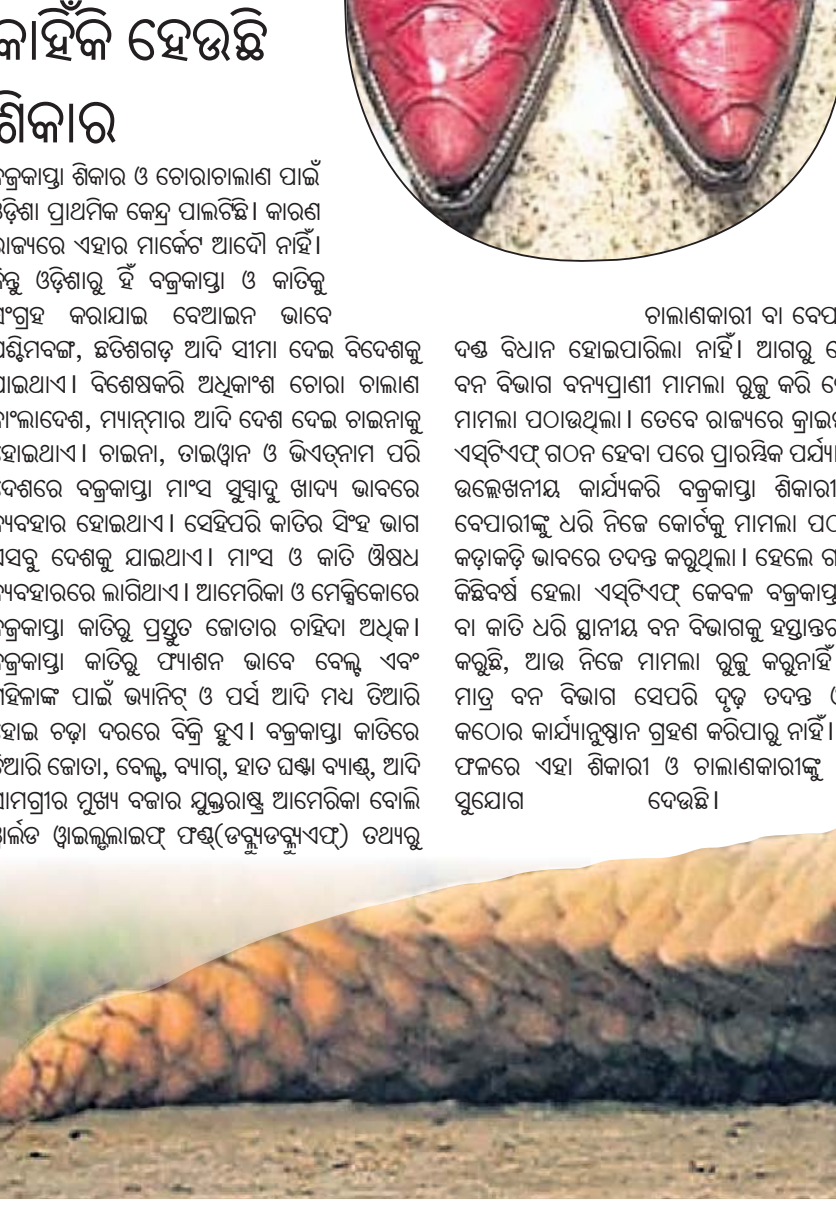 କାହିଁକି ହେଉଛି
ଶିକାର
ବଜ୍ରକାପ୍ତା ଶିକାର ଓ ଚୋରାଚାଲାଣ ପାଇଁ
ଓଡ଼ିଶା ପ୍ରାଥମିକ କେନ୍ଦ୍ର ପାଲଟିଛି। କାରଣ
ରାଜ୍ୟରେ ଏହାର ମାର୍କେଟ ଆଦୌ ନାହିଁ।
କିନ୍ତୁ ଓଡ଼ିଶାରୁ ହିଁ ବଜ୍ରକାପ୍ତା ଓ କାତିକୁ
ସଂଗ୍ରହ କରାଯାଇ ବେଆଇନ ଭାବେ
ପଶ୍ଚିମବଙ୍ଗ, ଛତିଶଗଡ଼ ଆଦି ସୀମା ଦେଇ ବିଦେଶକୁ
ଯାଇଥାଏ। ବିଶେଷକରି ଅଧିକାଂଶ ଚୋରା ଚାଲାଣ
ବାଂଲାଦେଶ, ମ୍ୟାନ୍‌ମାର ଆଦି ଦେଶ ଦେଇ ଚାଇନାକୁ
ହୋଇଥାଏ। ଚାଇନା, ତାଇୱାନ ଓ ଭିଏତ୍‌ନାମ ପରି
ଦେଶରେ ବଜ୍ରକାପ୍ତା ମାଂସ ସୁସ୍ବାଦୁ ଖାଦ୍ୟ ଭାବରେ
ବ୍ୟବହାର ହୋଇଥାଏ। ସେହିପରି କାତିର ସିଂହ ଭାଗ
ଏସବୁ ଦେଶକୁ ଯାଇଥାଏ। ମାଂସ ଓ କାତି ଔଷଧ
ବ୍ୟବହାରରେ ଲାଗିଥାଏ। ଆମେରିକା ଓ ମେକ୍ସିକୋରେ
ବଜ୍ରକାପ୍ତା କାତିରୁ ପ୍ରସ୍ତୁତ ଜୋତାର ଚାହିଦା ଅଧିକ।
ବଜ୍ରକାପ୍ତା କାତିରୁ ଫ୍ୟାଶନ ଭାବେ ବେଲ୍ଟ ଏବଂ
ମହିଳାଙ୍କ ପାଇଁ ଭ୍ୟାନିଟ୍ ଓ ପର୍ସ ଆଦି ମଧ୍ୟ ତିଆରି
ହୋଇ ଚଢ଼ା ଦରରେ ବିକ୍ରି ହୁଏ। ବଜ୍ରକାପ୍ତା କାତିରେ
ତିଆରି ଜୋତା, ବେଲ୍ଟ, ବ୍ୟାଗ୍, ହାତ ଘଣ୍ଟା ବ୍ୟାଣ୍ଡ୍, ଆଦି
ସାମଗ୍ରୀର ମୁଖ୍ୟ ବଜାର ଯୁକ୍ତରାଷ୍ଟ୍ର ଆମେରିକା ବୋଲି
ୱାର୍ଲଡ ୱାଇଲ୍ଡଲାଇଫ୍ ଫଣ୍ଡ୍(ଡବ୍ଲ୍ୟୁଡବ୍ଲ୍ୟୁଏଫ୍) ତଥ୍ୟରୁ
ଚାଲାଣକାରୀ ବା
ଦଣ୍ଡ ବିଧାନ ହୋଇପାରିଲା ନାହିଁ। ଆଗରୁ
ବନ ବିଭାଗ ବନ୍ୟପ୍ରାଣୀ ମାମଲା ରୁଜୁ କରି
ମାମଲା ପଠାଉଥିଲା। ତେବେ ରାଜ୍ୟରେ
ଏସ୍‌ଟିଏଫ୍ ଗଠନ ହେବା ପରେ ପ୍ରାରମ୍ଭିକ
ଉଲ୍ଲେଖନୀୟ କାର୍ଯ୍ୟକରି ବଜ୍ରକାପ୍ତା ଶିକାରୀ
ବେପାରୀଙ୍କୁ ଧରି ନିଜେ କୋର୍ଟକୁ ମାମଲା
କଡ଼ାକଡ଼ି ଭାବରେ ତଦନ୍ତ କରୁଥିଲା। ହେଲେ
କିଛିବର୍ଷ ହେଲା ଏସ୍‌ଟିଏଫ୍ କେବଳ ବଜ୍ରକାପ୍ତା
ବା କାତି ଧରି ସ୍ଥାନୀୟ ବନ ବିଭାଗକୁ
କରୁଛି, ଆଉ ନିଜେ ମାମଲା ରୁଜୁ କରୁନାହିଁ
ମାତ୍ର ବନ ବିଭାଗ ସେପରି ଦୃଢ଼ ତଦନ୍ତ ଓ
କଠୋର କାର୍ଯ୍ୟାନୁଷ୍ଠାନ ଗ୍ରହଣ କରିପାରୁ ନାହିଁ।
ଫଳରେ ଏହା ଶିକାରୀ ଓ ଚାଲାଣକାରୀଙ୍କୁ
ସୁଯୋଗ ଦେଉଛି।